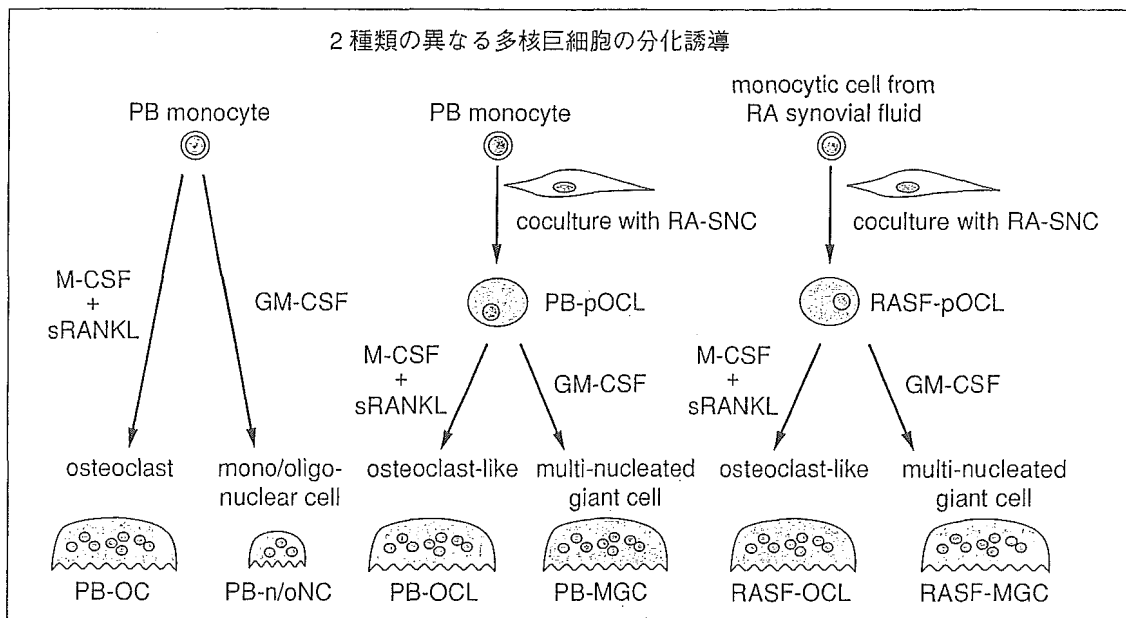 2種類の異なる多核巨細胞の分化誘導
PB monocyte
M-CSF
+
sRANKL
GM-CSF
osteoclast
PB-OC
mono/oligo-
nuclear cell
PB-n/oNC
PB monocyte
coculture with RA-SNC
PB-pOCL
M-CSF
+
sRANKL
GM-CSF
osteoclast-like
PB-OCL
multi-nucleated
giant cell
PB-MGC
monocytic cell from
RA synovial fluid
coculture with RA-SNC
RASF-pOCL
M-CSF
+
sRANKL
GM-CSF
osteoclast-like
RASF-OCL
multi-nucleated
giant cell
RASF-MGC